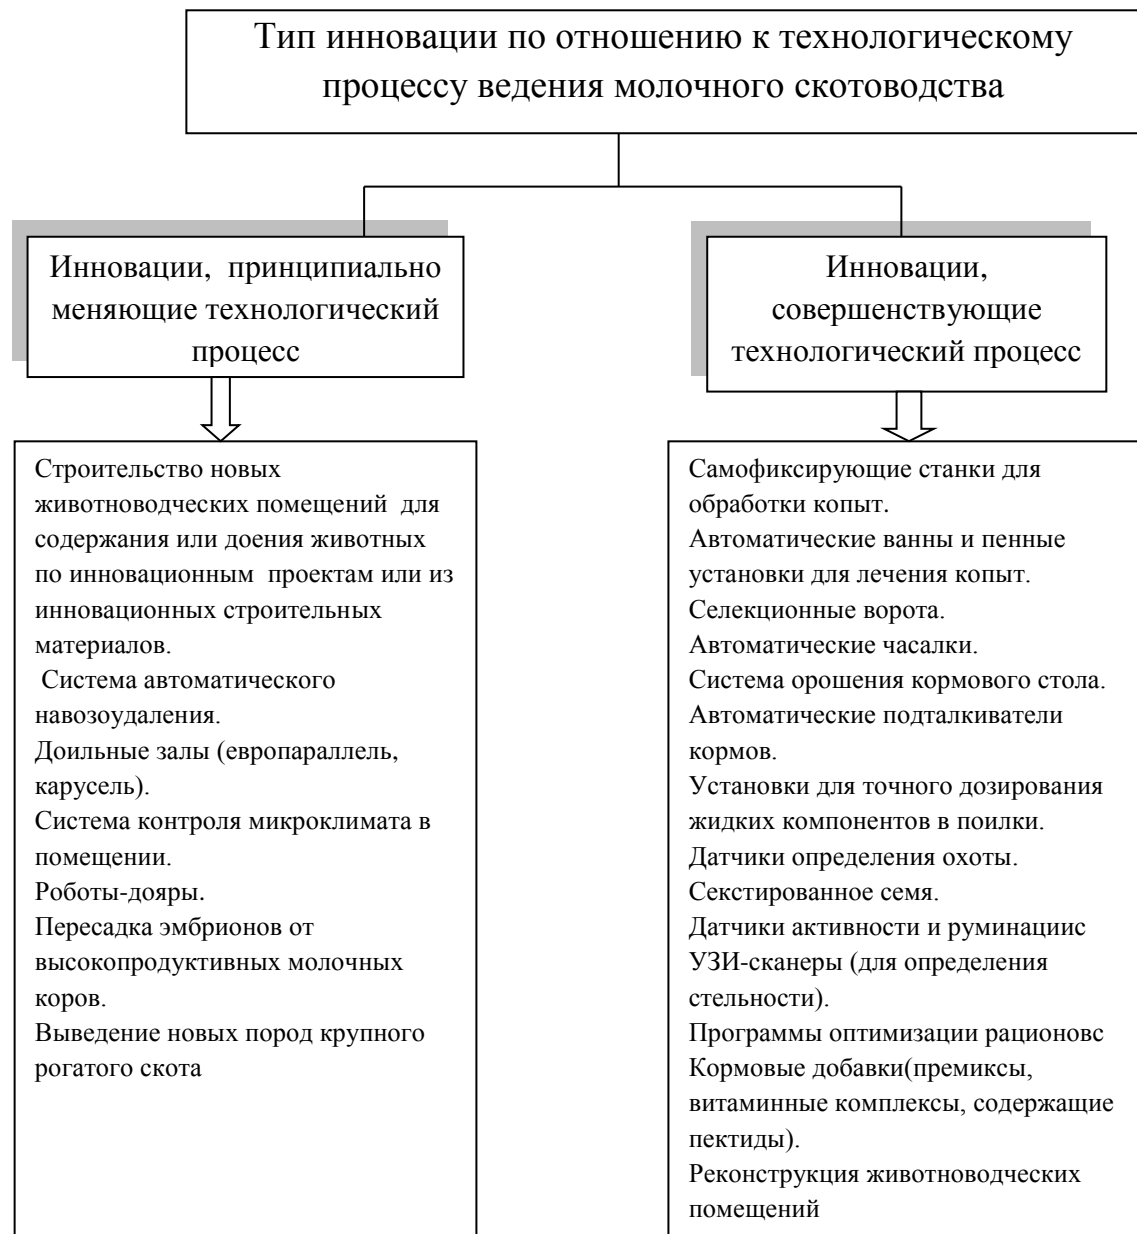 Тип инновации по отношению к технологическому
процессу ведения молочного скотоводства
Инновации, принципиально
меняющие технологический
процесс
Инновации,
совершенствующие
технологический процесс
Строительство новых
животноводческих помещений для
содержания или доения животных
по инновационным проектам или из
инновационных строительных
материалов.
Система автоматического
навозоудаления.
Доильные залы (европараллель,
карусель).
Система контроля микроклимата в
помещении.
Роботы-дояры.
Пересадка эмбрионов от
высокопродуктивных молочных
коров.
Выведение новых пород крупного
рогатого скота
Самофиксирующие станки для
обработки копыт.
Автоматические ванны и пенные
установки для лечения копыт.
Селекционные ворота.
Автоматические часалки.
Система орошения кормового стола.
Автоматические подталкиватели
кормов.
Установки для точного дозирования
жидких компонентов в поилки.
Датчики определения охоты.
Секстированное семя.
Датчики активности и руминациис
УЗИ-сканеры (для определения
стельности).
Программы оптимизации рационовс
Кормовые добавки(премиксы,
витаминные комплексы, содержащие
пектиды).
Реконструкция животноводческих
помещений